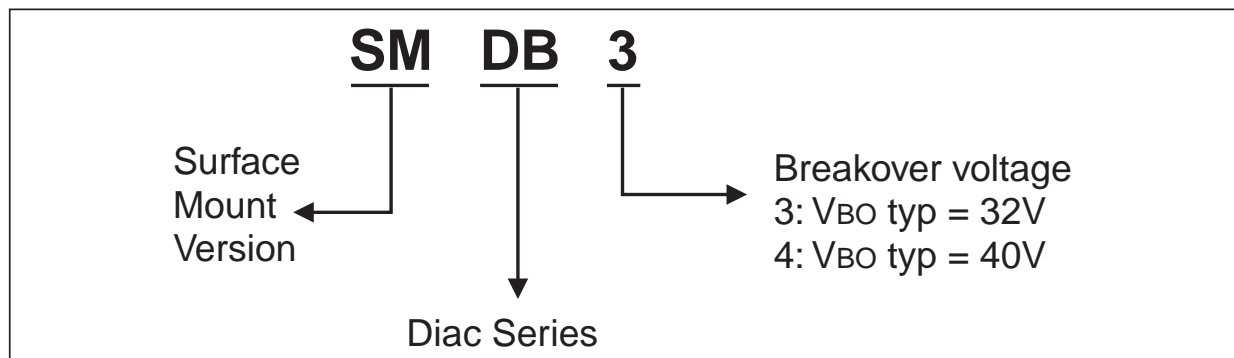 SM DB 3
Surface
Mount
Version
Diac Series
Breakover voltage
3: VBO typ = 32V
4: VBO typ = 40V